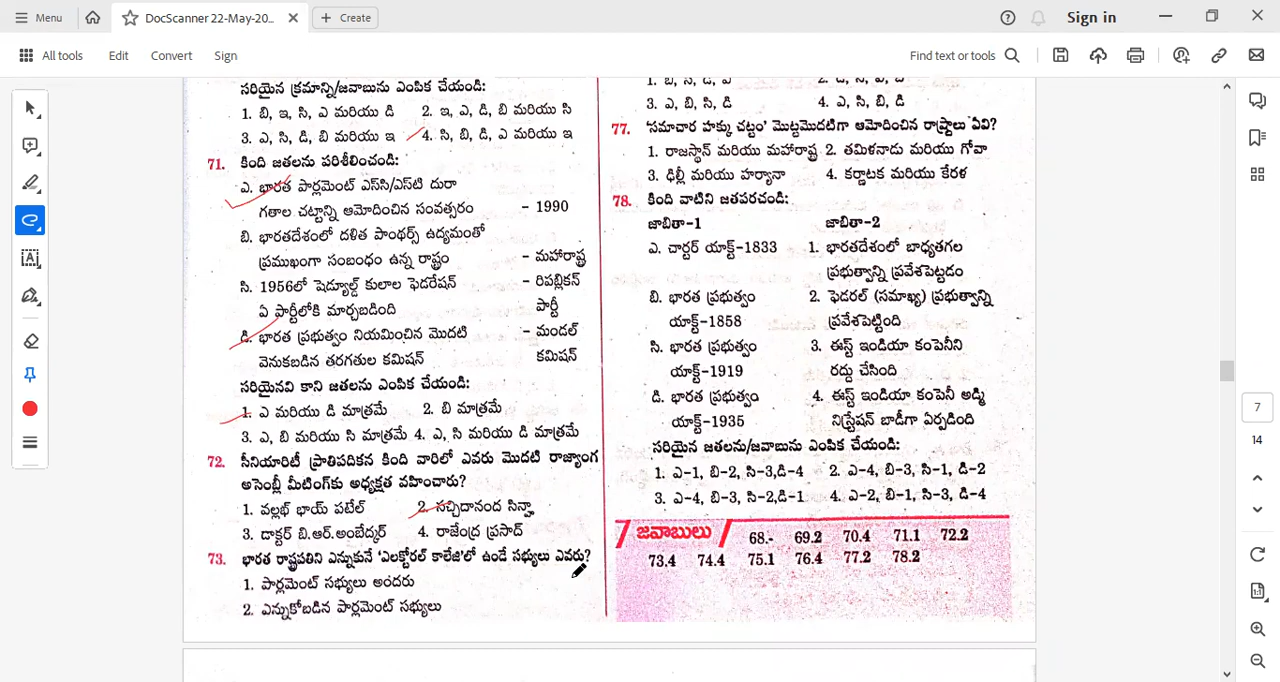 Menu
DocScanner 22-May-20...
Create
Sign in
All tools
Edit
Convert
Sign
Find text or tools
సరియైన క్రమాన్ని/జవాబును ఎంపిక చేయండి:
1. బి, ఇ, సి, ఎ మరియు డి 2. ఇ, ఎ, డి, బి మరియు సి
3. ఎ, సి, డి, బి మరియు ఇ 4. సి, బి, డి, ఎ మరియు ఇ
71. కింది జతలను పరిశీలించండి:
ఎ. భారత పార్లమెంట్ ఎస్‌సి/ఎస్‌టి దురా
గతాల చట్టాన్ని ఆమోదించిన సంవత్సరం - 1990
బి. భారతదేశంలో దళిత పాంథర్స్ ఉద్యమంతో
ప్రముఖంగా సంబంధం ఉన్న రాష్ట్రం - మహారాష్ట్ర
సి. 1956లో షెడ్యూల్డ్ కులాల ఫెడరేషన్ - రిపబ్లికన్
ఏ పార్టీలోకి మార్చబడింది పార్టీ
డి. భారత ప్రభుత్వం నియమించిన మొదటి - మండల్
వెనుకబడిన తరగతుల కమిషన్ కమిషన్
సరియైనవి కాని జతలను ఎంపిక చేయండి:
1. ఎ మరియు డి మాత్రమే 2. బి మాత్రమే
3. ఎ, బి మరియు సి మాత్రమే 4. ఎ, సి మరియు డి మాత్రమే
72. సీనియారిటీ ప్రాతిపదికన కింది వారిలో ఎవరు మొదటి రాజ్యాంగ
అసెంబ్లీ మీటింగ్‌కు అధ్యక్షత వహించారు?
1. వల్లభ్ భాయ్ పటేల్ 2. సచ్చిదానంద సిన్హా
3. డాక్టర్ బి.ఆర్.అంబేద్కర్ 4. రాజేంద్ర ప్రసాద్
73. భారత రాష్ట్రపతిని ఎన్నుకునే 'ఎలక్టోరల్ కాలేజి'లో ఉండే సభ్యులు ఎవరు?
1. పార్లమెంట్ సభ్యులు అందరు
2. ఎన్నుకోబడిన పార్లమెంట్ సభ్యులు
3. ఎ, బి, సి, డి 4. ఎ, సి, బి, డి
77. 'సమాచార హక్కు చట్టం' మొట్టమొదటిగా ఆమోదించిన రాష్ట్రాలు ఏవి?
1. రాజస్థాన్ మరియు మహారాష్ట్ర 2. తమిళనాడు మరియు గోవా
3. ఢిల్లీ మరియు హర్యానా 4. కర్ణాటక మరియు కేరళ
78. కింది వాటిని జతపరచండి:
జాబితా-1 జాబితా-2
ఎ. చార్టర్ యాక్ట్-1833 1. భారతదేశంలో బాధ్యతగల
ప్రభుత్వాన్ని ప్రవేశపెట్టడం
బి. భారత ప్రభుత్వం 2. ఫెడరల్ (సమాఖ్య) ప్రభుత్వాన్ని
యాక్ట్-1858 ప్రవేశపెట్టింది
సి. భారత ప్రభుత్వం 3. ఈస్ట్ ఇండియా కంపెనీని
యాక్ట్-1919 రద్దు చేసింది
డి. భారత ప్రభుత్వం 4. ఈస్ట్ ఇండియా కంపెనీ అడ్మి
యాక్ట్-1935 నిస్ట్రేషన్ బాడీగా ఏర్పడింది
సరియైన జతలను/జవాబును ఎంపిక చేయండి:
1. ఎ-1, బి-2, సి-3,డి-4 2. ఎ-4, బి-3, సి-1, డి-2
3. ఎ-4, బి-3, సి-2,డి-1 4. ఎ-2, బి-1, సి-3, డి-4
జవాబులు 68.- 69.2 70.4 71.1 72.2
73.4 74.4 75.1 76.4 77.2 78.2
7
14